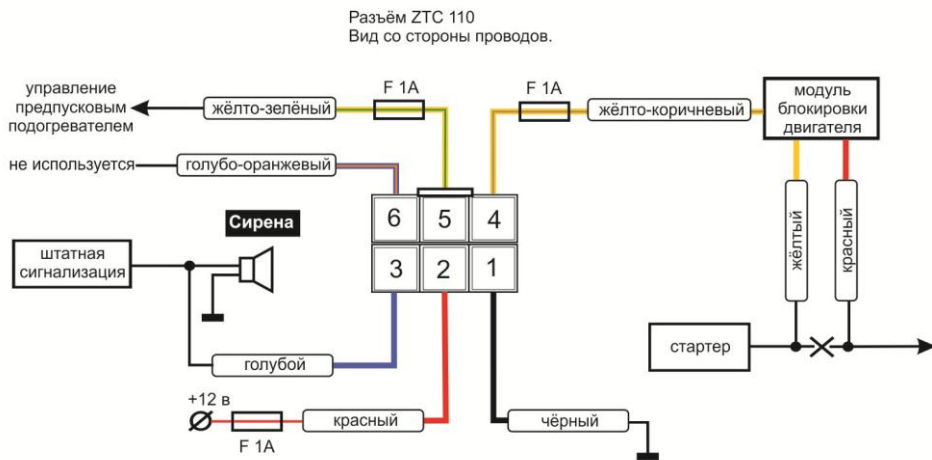 Разъём ZTC 110
Вид со стороны проводов.
управление
предпусковым
подогревателем
жёлто-зелёный
F 1A
F 1A
жёлто-коричневый
модуль
блокировки
двигателя
не используется
голубо-оранжевый
6
5
4
3
2
1
Сирена
штатная
сигнализация
жёлтый
красный
стартер
голубой
+12 в
F 1A
красный
чёрный